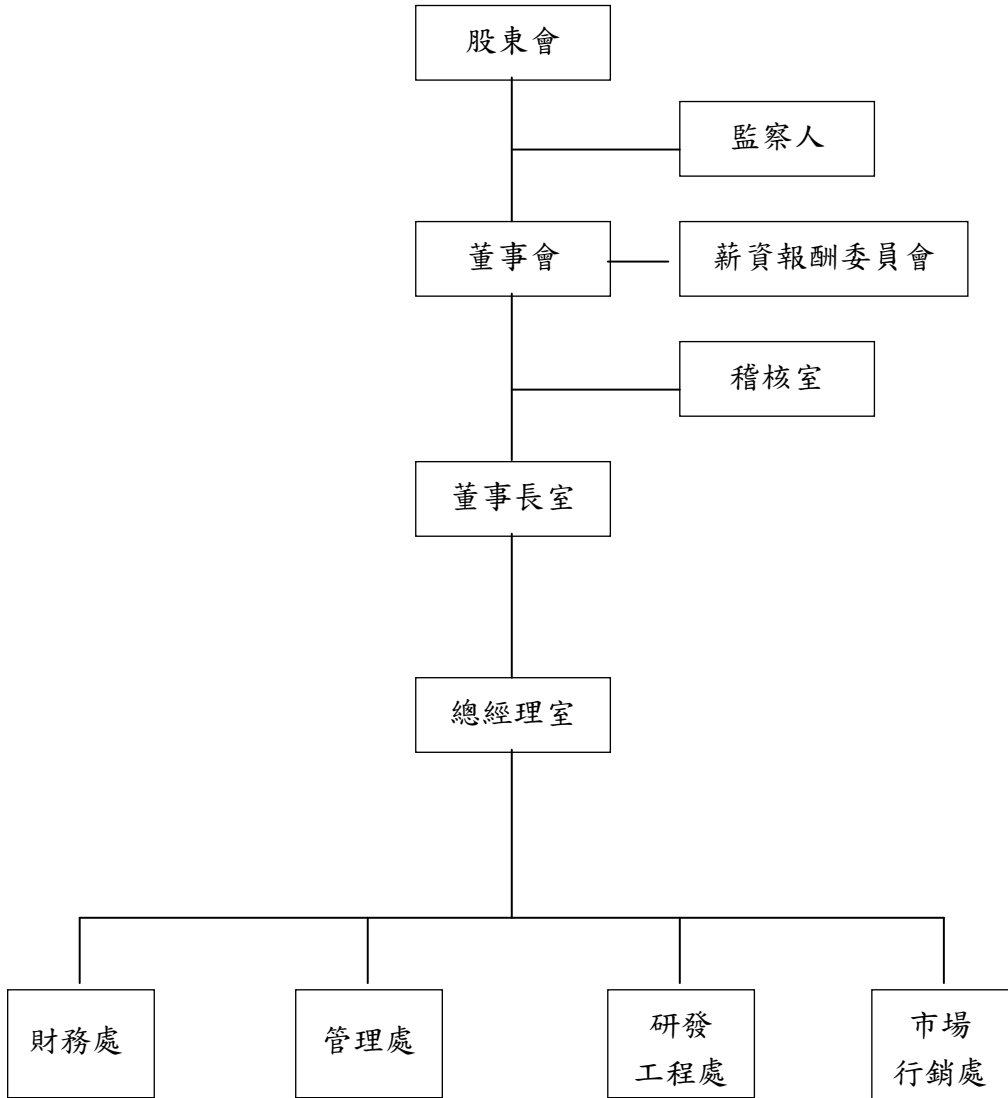 股東會
監察人
董事會
薪資報酬委員會
稽核室
董事長室
總經理室
財務處
管理處
研發
工程處
市場
行銷處